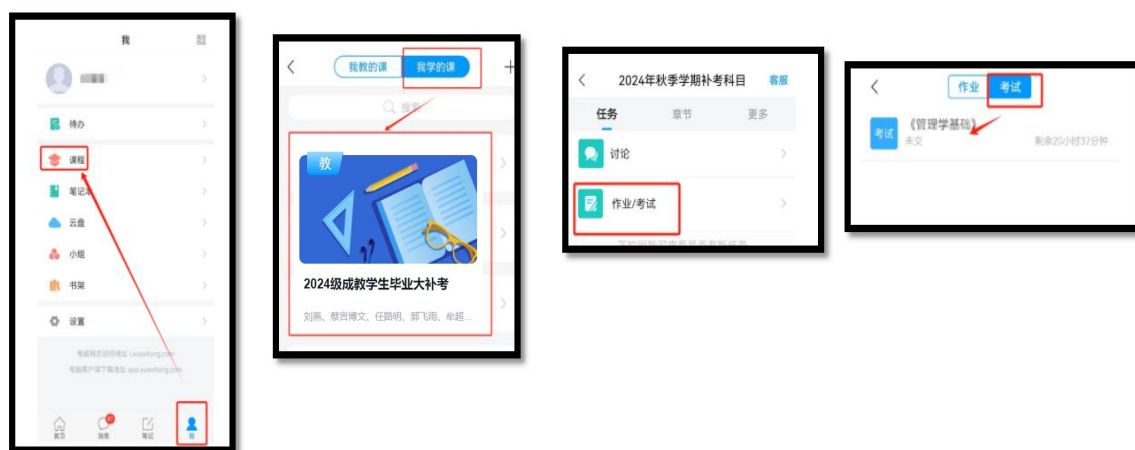 我
待办
课程
笔记本
云盘
小组
书架
设置
首页
消息
笔记
我
我教的课
我学的课
搜索
教
2024级成教学生毕业大补考
刘燕、蔡言博文、任路明、郭飞雨、牟超...
2024年秋季学期补考科目 客服
任务 章节 更多
讨论
作业/考试
作业 考试
考试
《管理学基础》
未交
剩余20小时37分钟